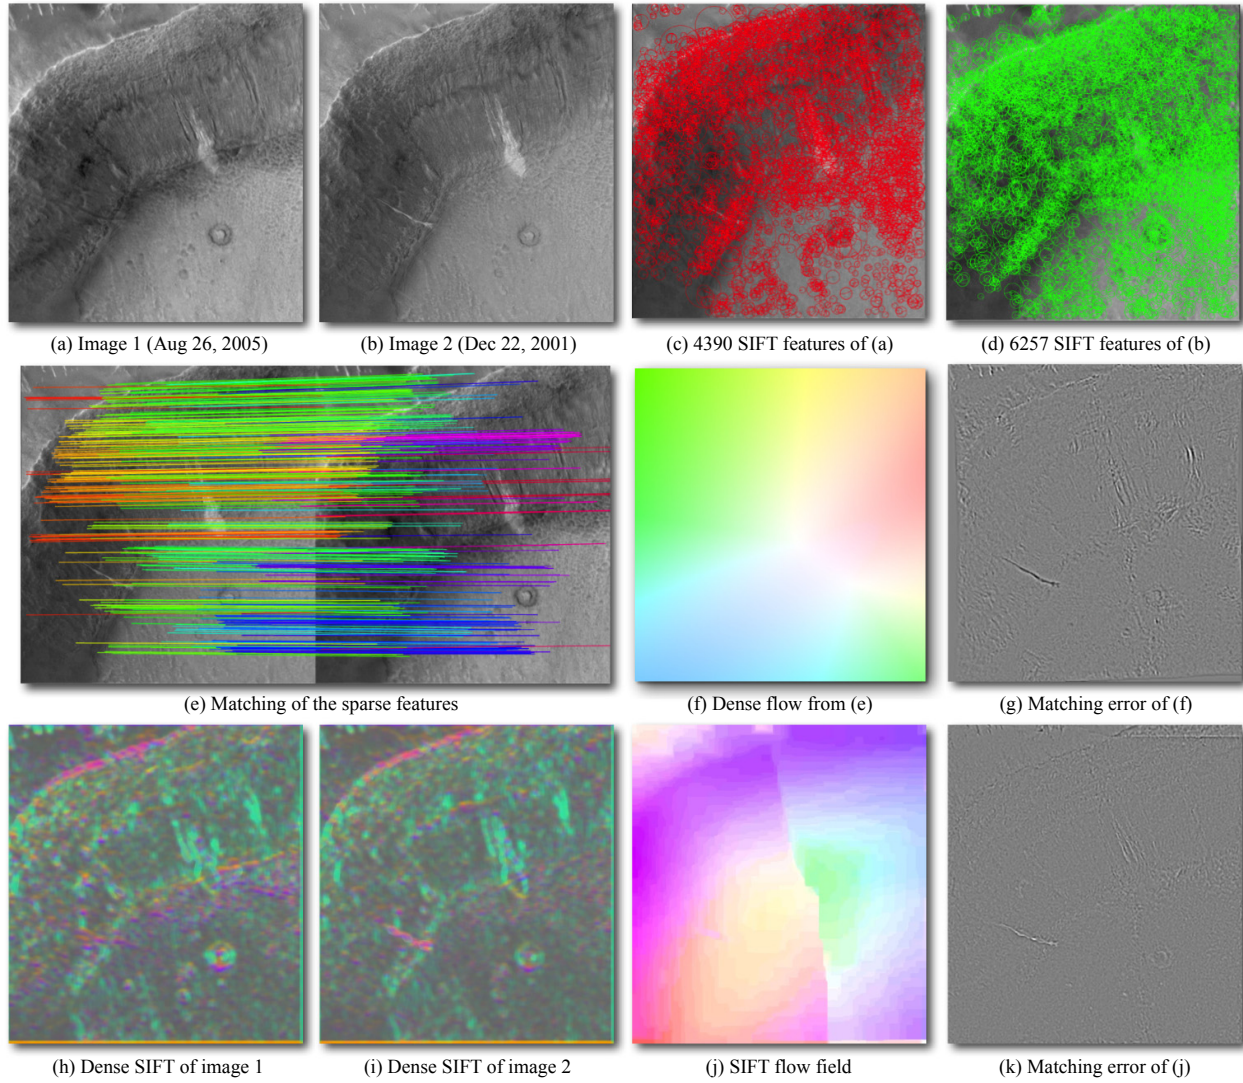 (a) Image 1 (Aug 26, 2005)
(b) Image 2 (Dec 22, 2001)
(c) 4390 SIFT features of (a)
(d) 6257 SIFT features of (b)
(e) Matching of the sparse features
(f) Dense flow from (e)
(g) Matching error of (f)
(h) Dense SIFT of image 1
(i) Dense SIFT of image 2
(j) SIFT flow field
(k) Matching error of (j)